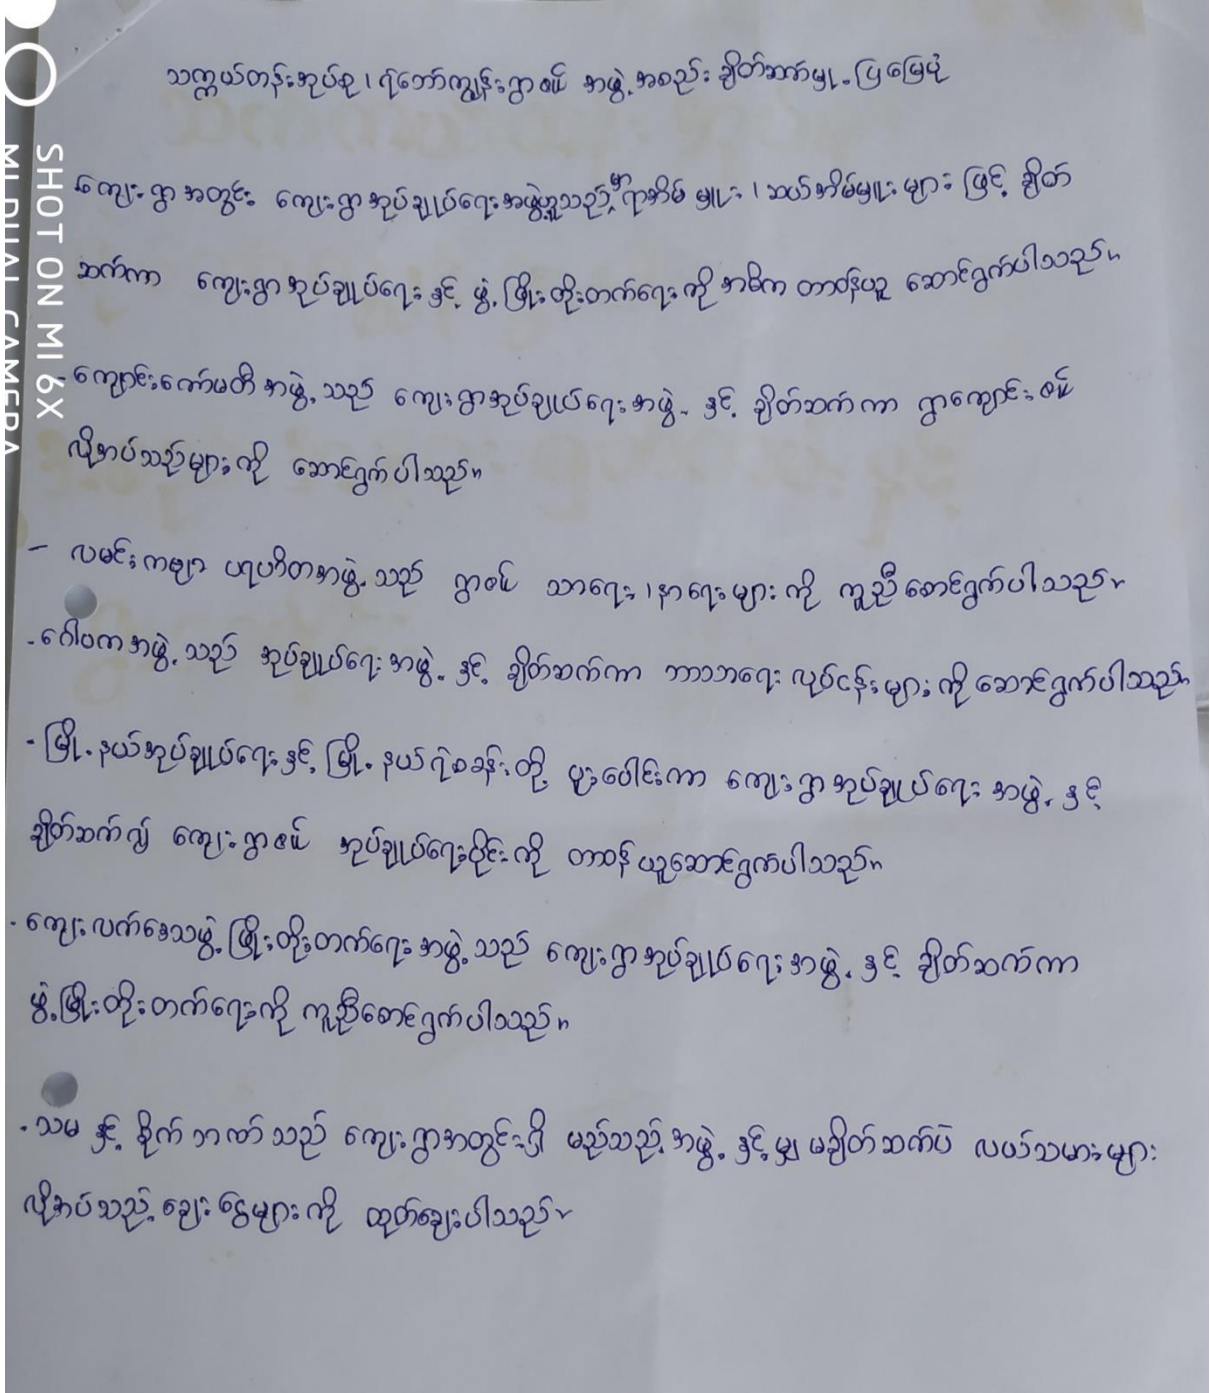 သက္ကယ်တန်းအုပ်စု၊ ရဲဘော်ကျွန်းရွာ၏ အဖွဲ့အစည်း ချိတ်ဆက်မှု ပြမြေပုံ
-ကျေးရွာအတွင်း ကျေးရွာအုပ်ချုပ်ရေးအဖွဲ့ဟူသည် ရာအိမ်မှူး၊ ဆယ်အိမ်မှူးများဖြင့် ချိတ်
ဆက်ကာ ကျေးရွာအုပ်ချုပ်ရေးနှင့် ဖွံ့ဖြိုးတိုးတက်ရေးကို အဓိက တာဝန်ယူ ဆောင်ရွက်ပါသည်။
-ကျောင်းကော်မတီအဖွဲ့သည် ကျေးရွာအုပ်ချုပ်ရေးအဖွဲ့နှင့် ချိတ်ဆက်ကာ ရွာကျောင်း၏
လိုအပ်သည်များကို ဆောင်ရွက်ပါသည်။
- လမင်းကမ္ဘာ ပရဟိတအဖွဲ့သည် ရွာ၏ သာရေး၊ နာရေးများကို ကူညီစောင်ရွက်ပါသည်။
-ဂေါပကအဖွဲ့သည် အုပ်ချုပ်ရေးအဖွဲ့နှင့် ချိတ်ဆက်ကာ ဘာသာရေးလုပ်ငန်းများကို ဆောင်ရွက်ပါသည်။
-မြို့နယ်အုပ်ချုပ်ရေးနှင့် မြို့နယ်ရဲစခန်းတို့ ပူးပေါင်းကာ ကျေးရွာအုပ်ချုပ်ရေးအဖွဲ့နှင့်
ချိတ်ဆက်၍ ကျေးရွာ၏ အုပ်ချုပ်ရေးပိုင်းကို တာဝန်ယူဆောင်ရွက်ပါသည်။
-ကျေးလက်ဒေသဖွံ့ဖြိုးတိုးတက်ရေးအဖွဲ့သည် ကျေးရွာအုပ်ချုပ်ရေးအဖွဲ့နှင့် ချိတ်ဆက်ကာ
ဖွံ့ဖြိုးတိုးတက်ရေးကို ကူညီစောင်ရွက်ပါသည်။
-သမနှင့် စိုက်ဘဏ်သည် ကျေးရွာအတွင်းရှိ မည်သည့်အဖွဲ့နှင့်မျှ မချိတ်ဆက်ပဲ လယ်သမားများ
လိုအပ်သည့် ချေးငွေများကို ထုတ်ချေးပါသည်။
SHOT ON MI 6X
MI DUAL CAMERA